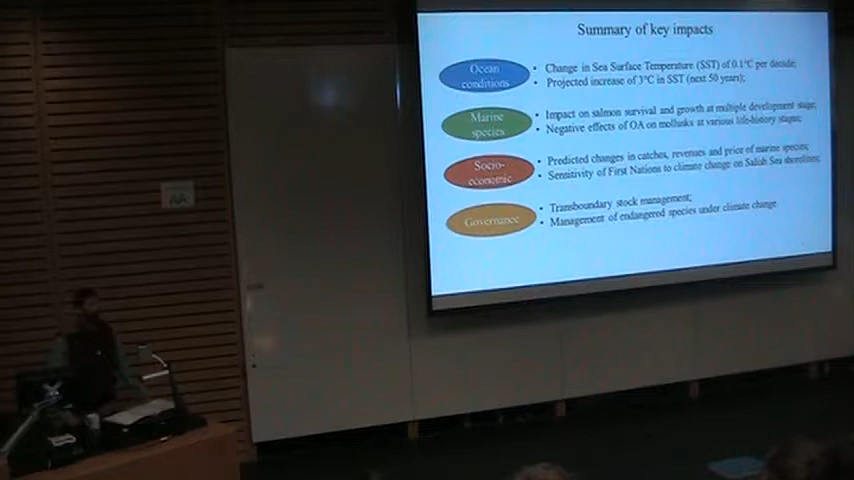 Summary of key impacts
Ocean
conditions
• Change in Sea Surface Temperature (SST) of 0.1°C per decade;
• Projected increase of 3°C in SST (next 50 years);
Marine
species
• Impact on salmon survival and growth at multiple development stage;
• Negative effects of OA on mollusks at various life-history stages;
Socio-
economic
• Predicted changes in catches, revenues and price of marine species;
• Sensitivity of First Nations to climate change on Salish Sea shorelines;
Governance
• Transboundary stock management;
• Management of endangered species under climate change